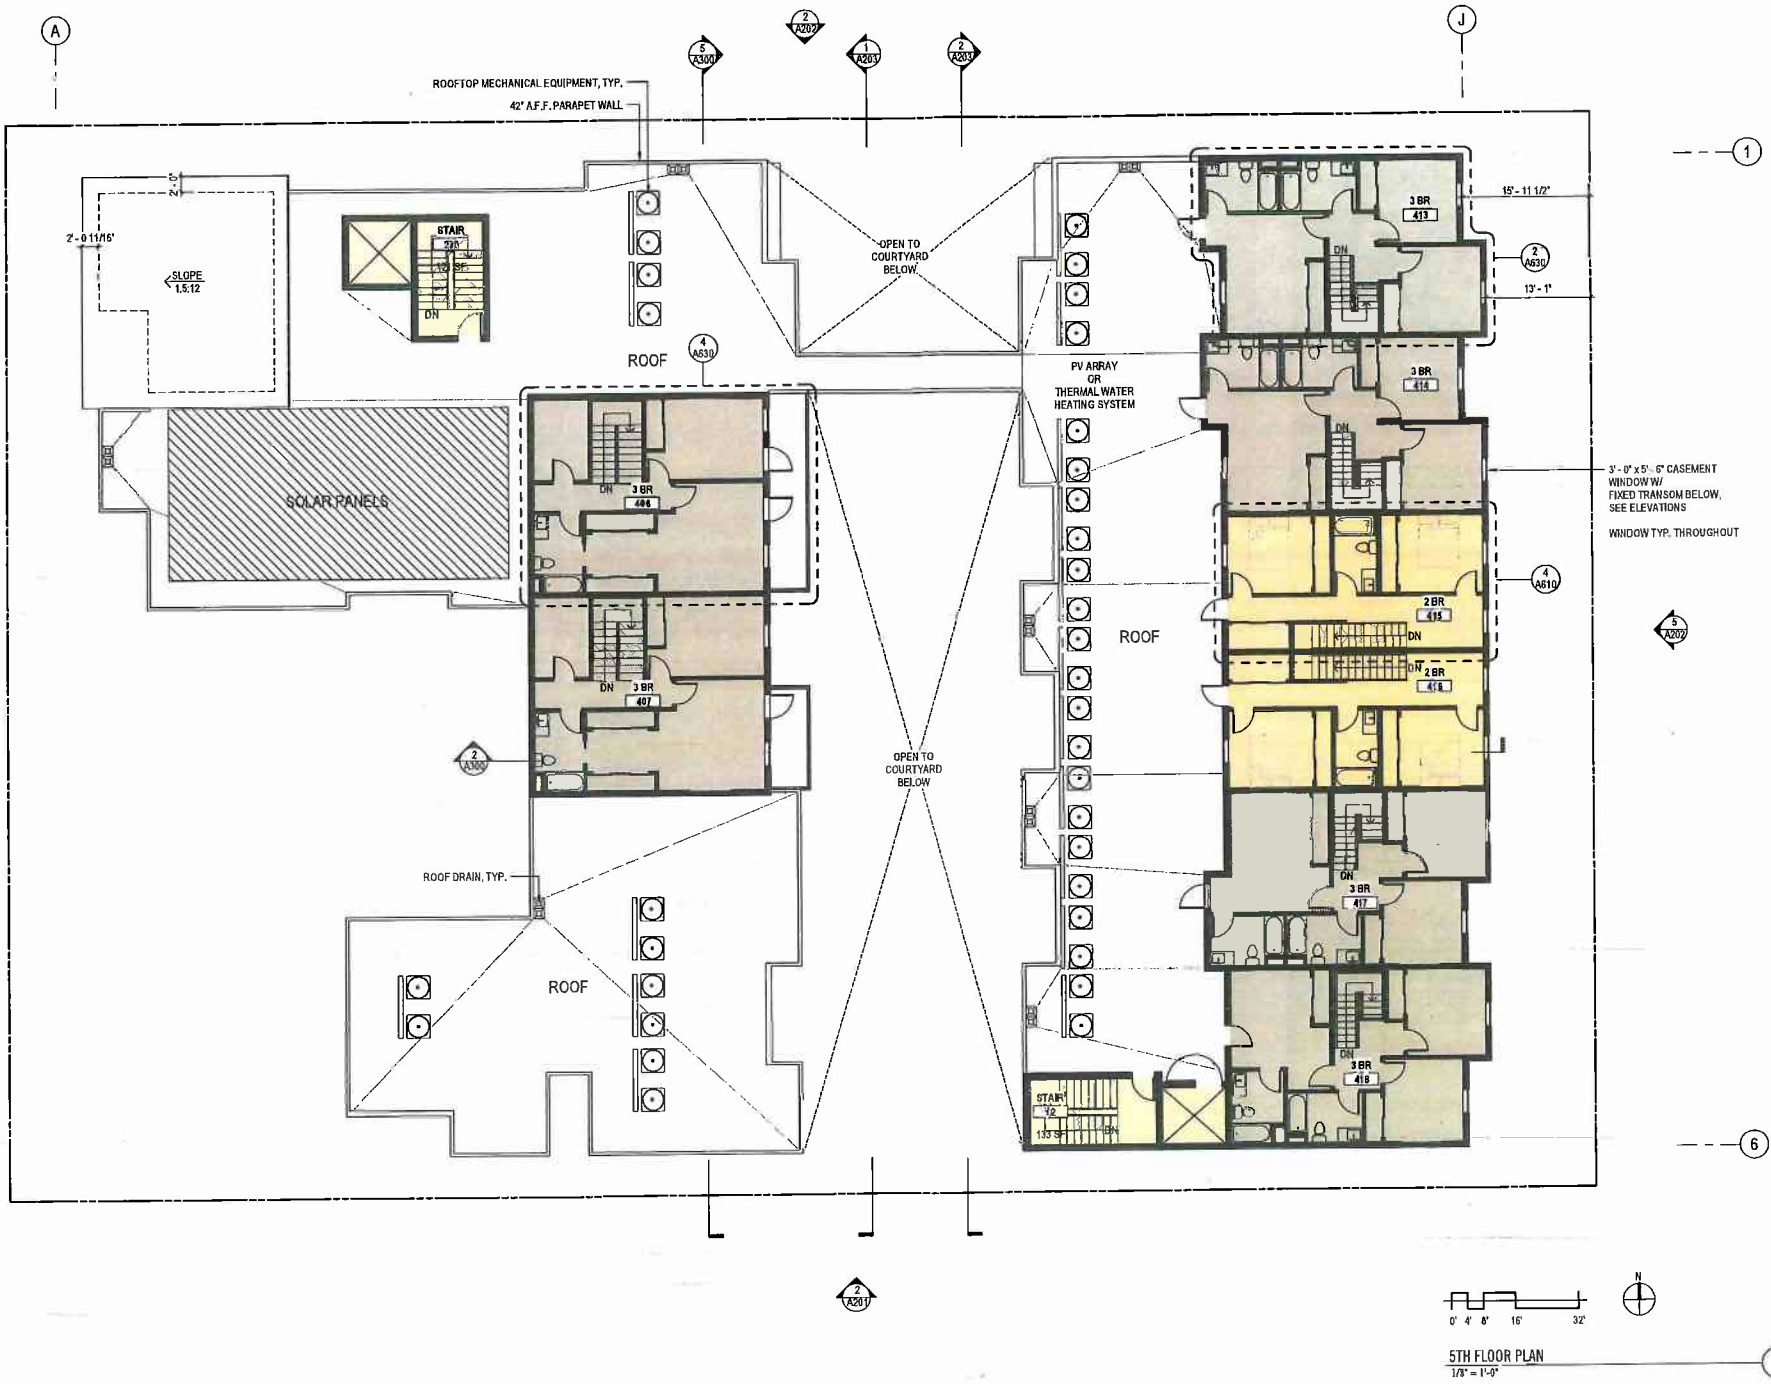 A
2
A202
J
5
A300
1
A203
2
A203
ROOFTOP MECHANICAL EQUIPMENT, TYP.
42" A.F.F. PARAPET WALL
1
2'- 0"
15' - 11 1/2"
3 BR
413
STAIR
2'- 0 11/16"
OPEN TO
COURTYARD
BELOW
DN
2
A630
SLOPE
1.5:12
13' - 1"
DN
4
A630
ROOF
PV ARRAY
OR
THERMAL WATER
HEATING SYSTEM
3 BR
414
DN
3' - 0" x 5' - 6" CASEMENT
WINDOW W/
FIXED TRANSOM BELOW,
SEE ELEVATIONS
WINDOW TYP. THROUGHOUT
SOLAR PANELS
DN
3 BR
406
4
A610
2 BR
415
DN
5
A202
ROOF
DN
2 BR
416
DN
3 BR
407
2
A300
OPEN TO
COURTYARD
BELOW
ROOF DRAIN, TYP.
DN
3 BR
417
ROOF
DN
3 BR
418
STAIR
133 SF
DN
6
2
A201
N
0' 4' 8' 16' 32'
5TH FLOOR PLAN
1/8" = 1'-0"